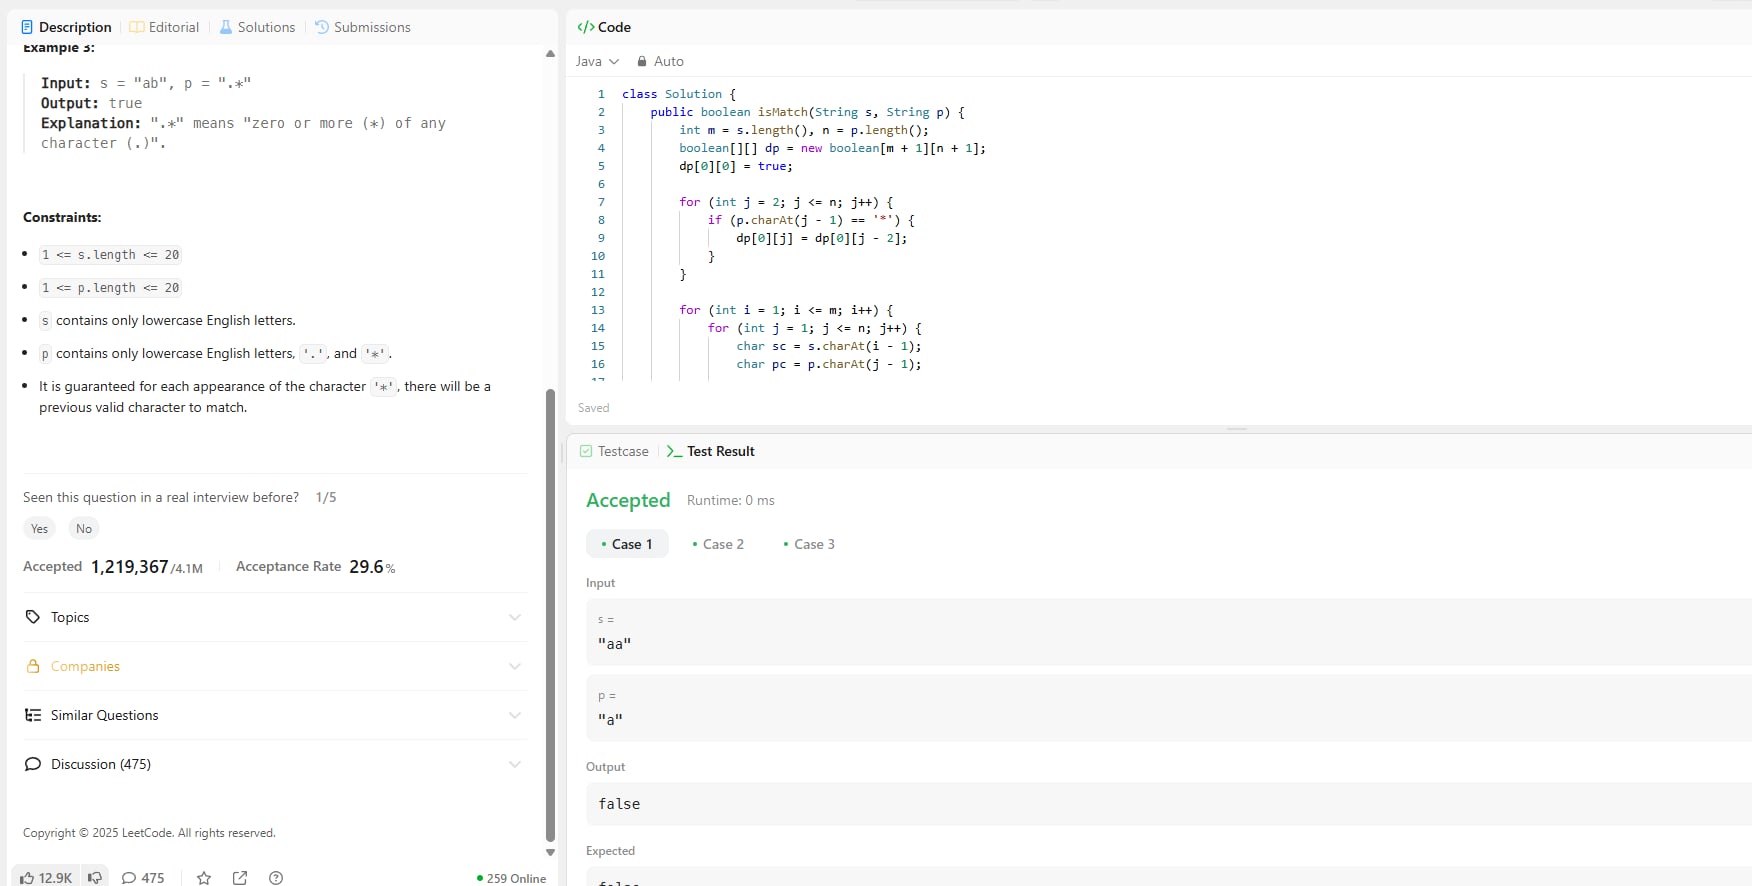 Description
Editorial
Solutions
Submissions
Example 3:
Input: s = "ab", p = ".*"
Output: true
Explanation: ".*" means "zero or more (*) of any
character (.)".
Constraints:
1 <= s.length <= 20
1 <= p.length <= 20
s contains only lowercase English letters.
p contains only lowercase English letters, '.', and '*'.
It is guaranteed for each appearance of the character '*', there will be a
previous valid character to match.
Seen this question in a real interview before? 1/5
Yes No
Accepted 1,219,367/4.1M Acceptance Rate 29.6%
Topics
Companies
Similar Questions
Discussion (475)
Copyright © 2025 LeetCode. All rights reserved.
12.9K 475 259 Online
</> Code
Java Auto
1 class Solution {
2 public boolean isMatch(String s, String p) {
3 int m = s.length(), n = p.length();
4 boolean[][] dp = new boolean[m + 1][n + 1];
5 dp[0][0] = true;
6
7 for (int j = 2; j <= n; j++) {
8 if (p.charAt(j - 1) == '*') {
9 dp[0][j] = dp[0][j - 2];
10 }
11 }
12
13 for (int i = 1; i <= m; i++) {
14 for (int j = 1; j <= n; j++) {
15 char sc = s.charAt(i - 1);
16 char pc = p.charAt(j - 1);
17
Saved
Testcase
Test Result
Accepted Runtime: 0 ms
Case 1 Case 2 Case 3
Input
s =
"aa"
p =
"a"
Output
false
Expected
false